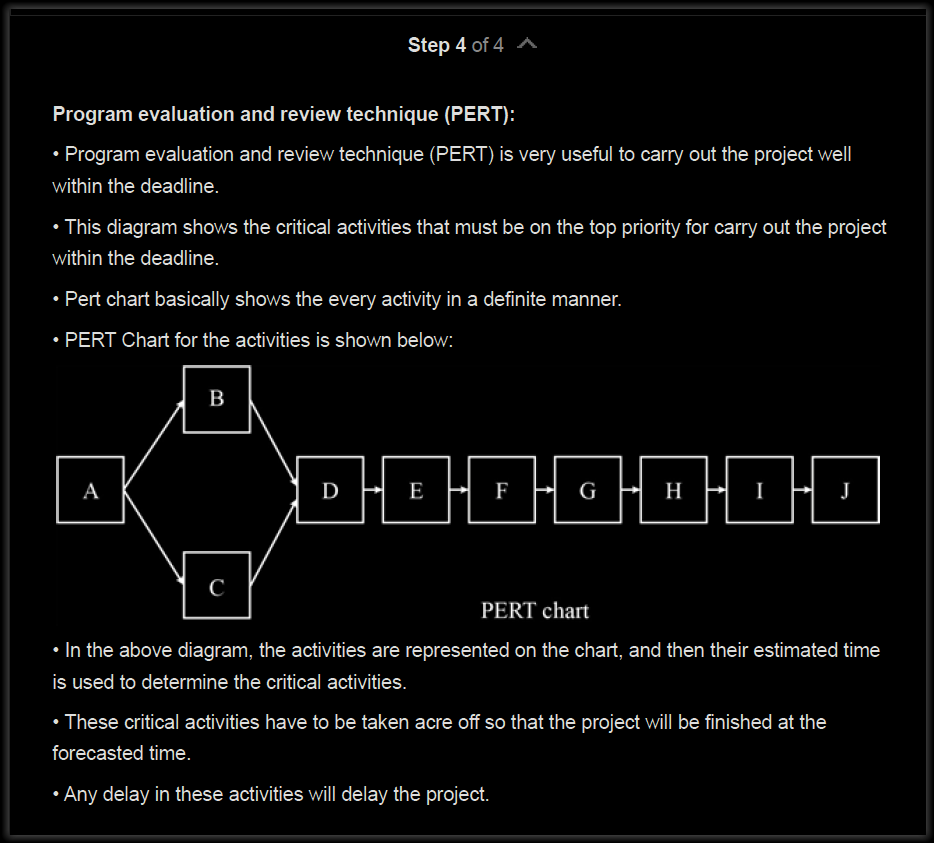 Step 4 of 4
Program evaluation and review technique (PERT):
• Program evaluation and review technique (PERT) is very useful to carry out the project well
within the deadline.
• This diagram shows the critical activities that must be on the top priority for carry out the project
within the deadline.
• Pert chart basically shows the every activity in a definite manner.
• PERT Chart for the activities is shown below:
B
A
D
E
F
G
H
I
J
C
PERT chart
• In the above diagram, the activities are represented on the chart, and then their estimated time
is used to determine the critical activities.
• These critical activities have to be taken acre off so that the project will be finished at the
forecasted time.
• Any delay in these activities will delay the project.